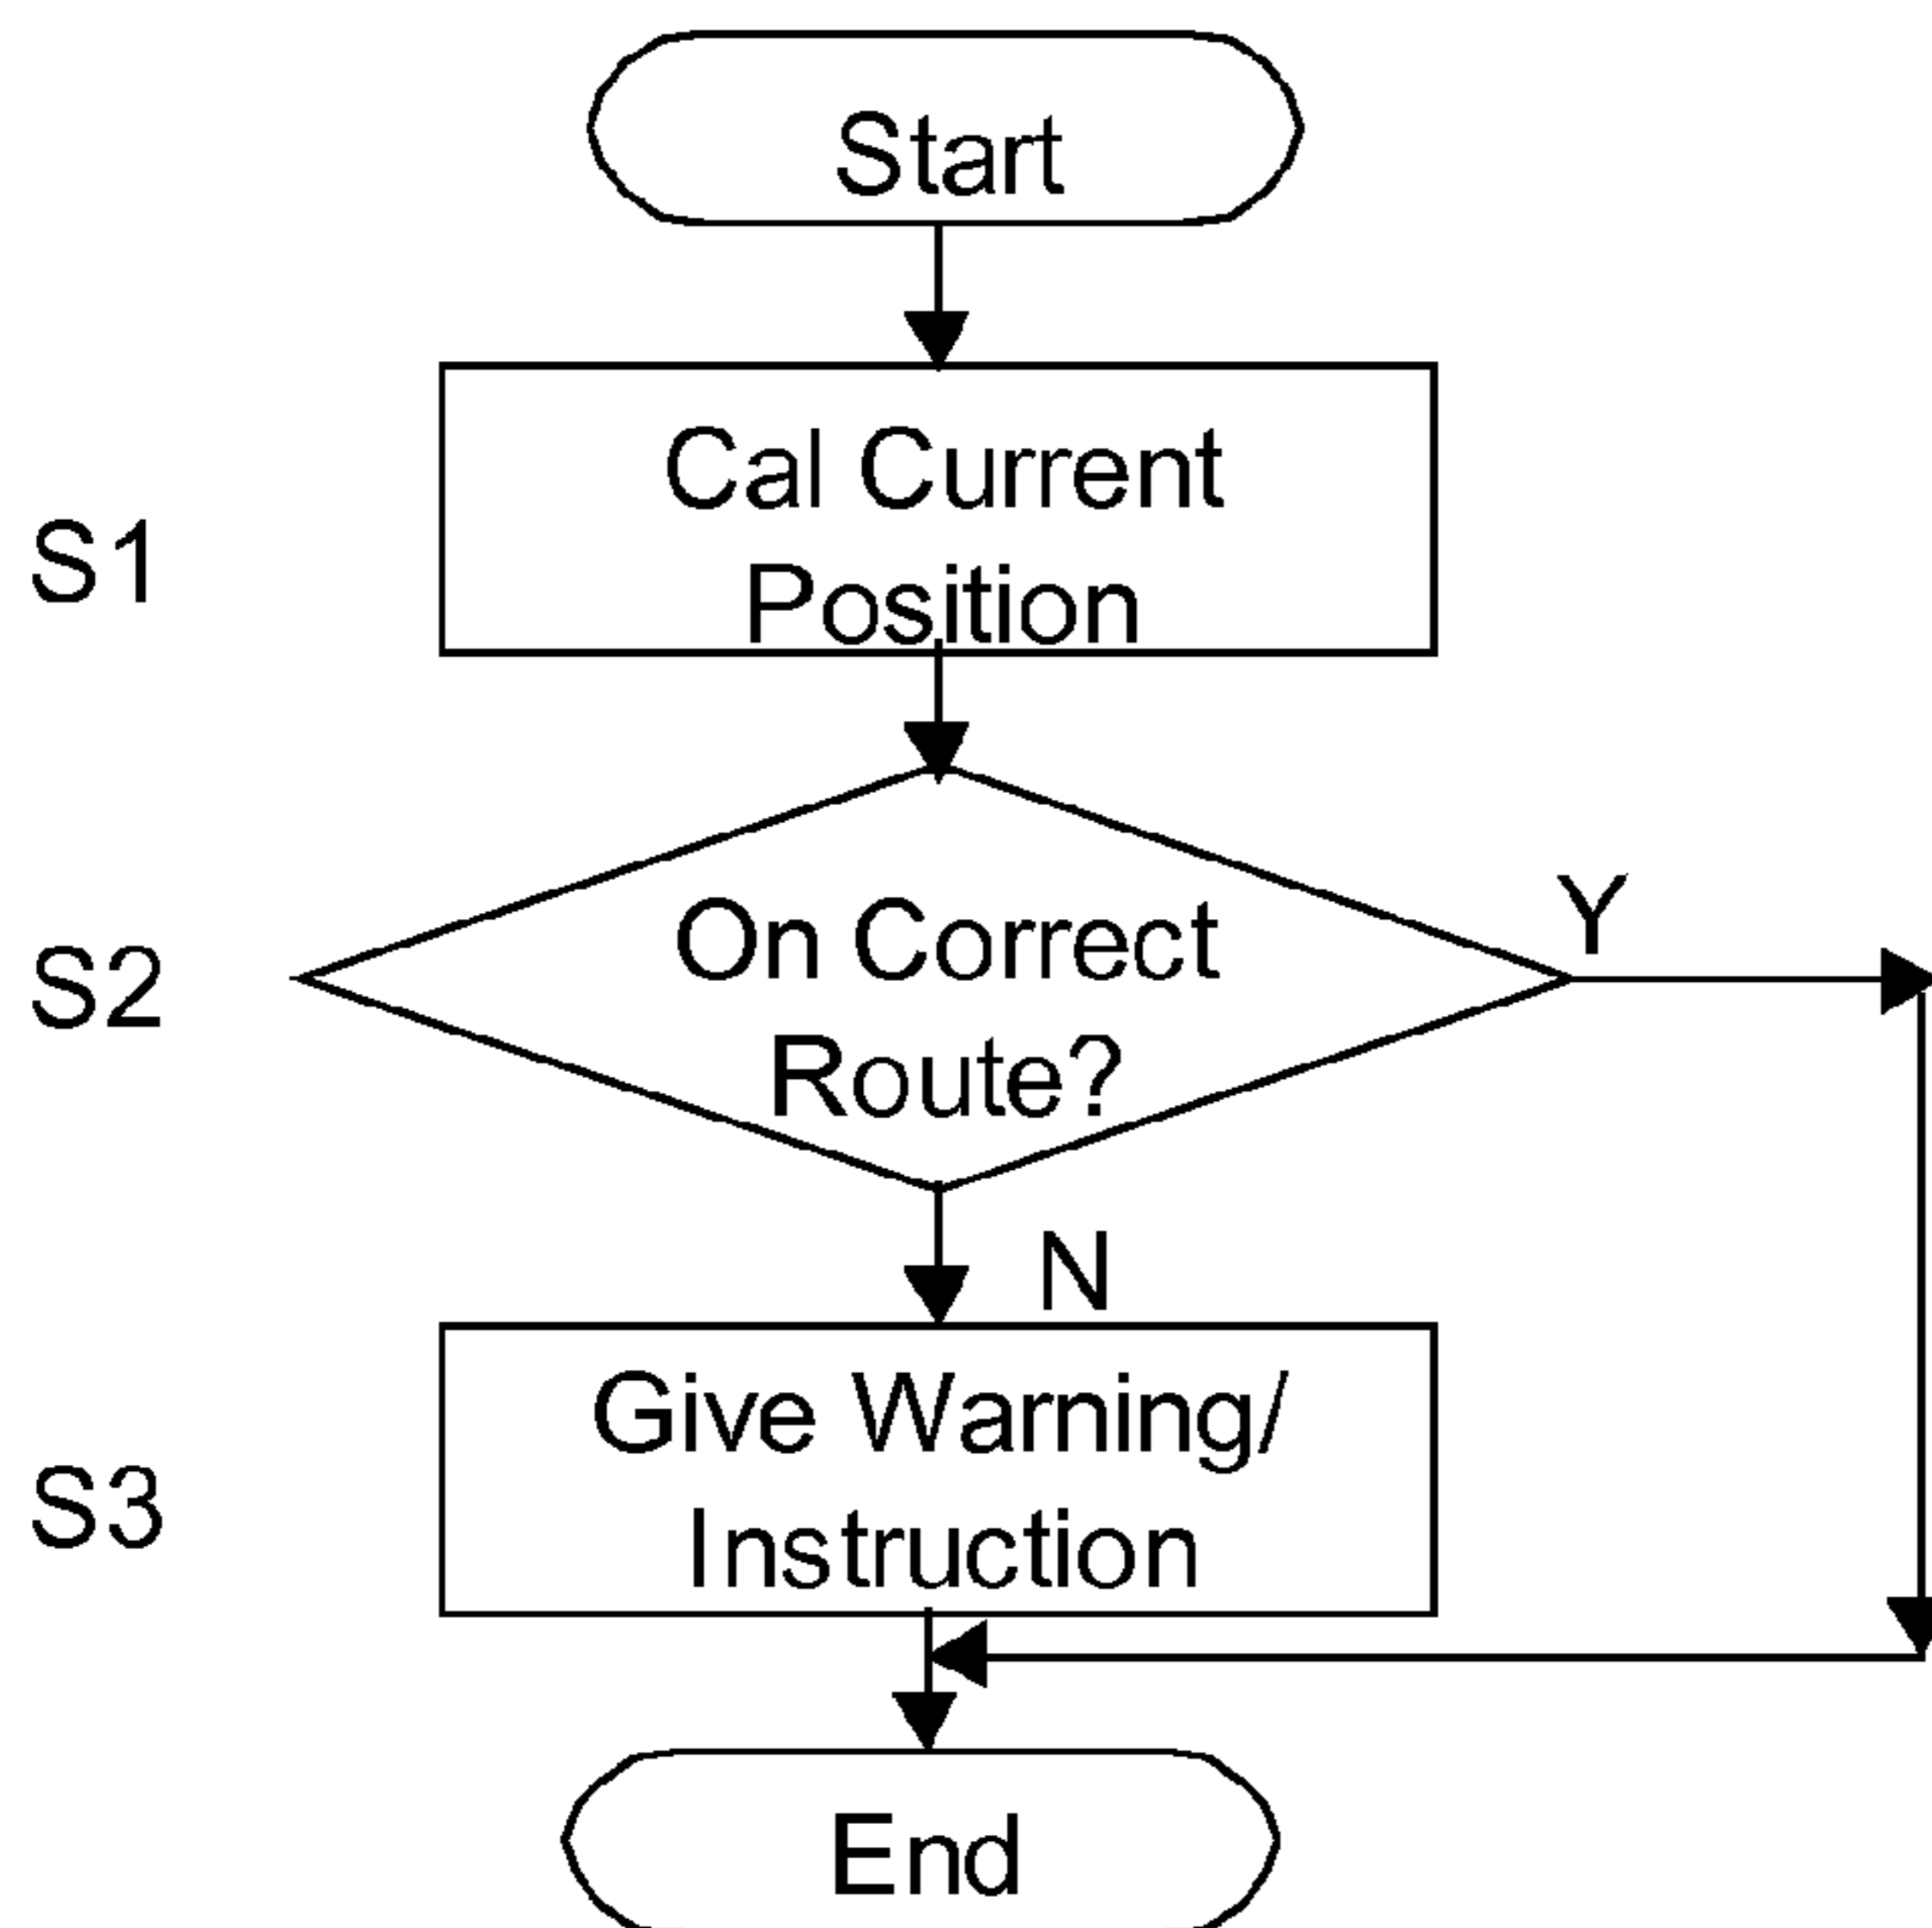 Start
S1
Cal Current
Position
S2
On Correct
Route?
Y
N
S3
Give Warning/
Instruction
End